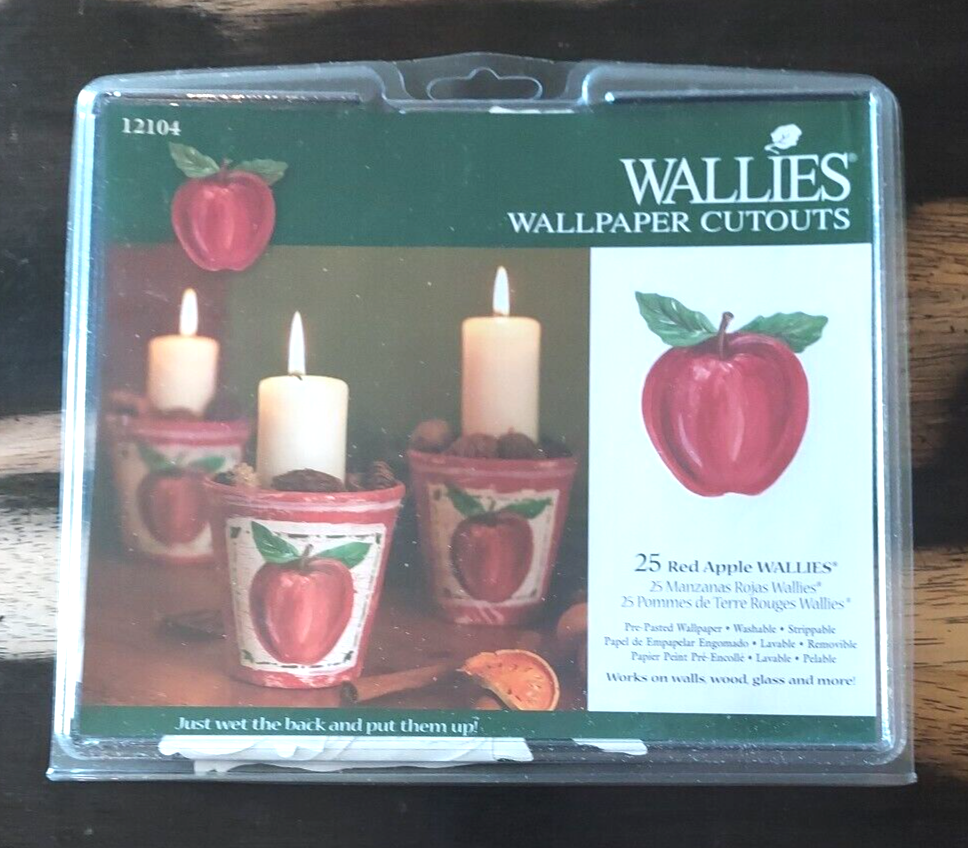 12104
WALLIES®
WALLPAPER CUTOUTS
25 Red Apple WALLIES®
25 Manzanas Rojas Wallies®
25 Pommes de Terre Rouges Wallies®
Pre-Pasted Wallpaper • Washable • Strippable
Papel de Empapelar Engomado • Lavable • Removible
Papier Peint Pré-Encollé • Lavable • Pelable
Works on walls, wood, glass and more!
Just wet the back and put them up!